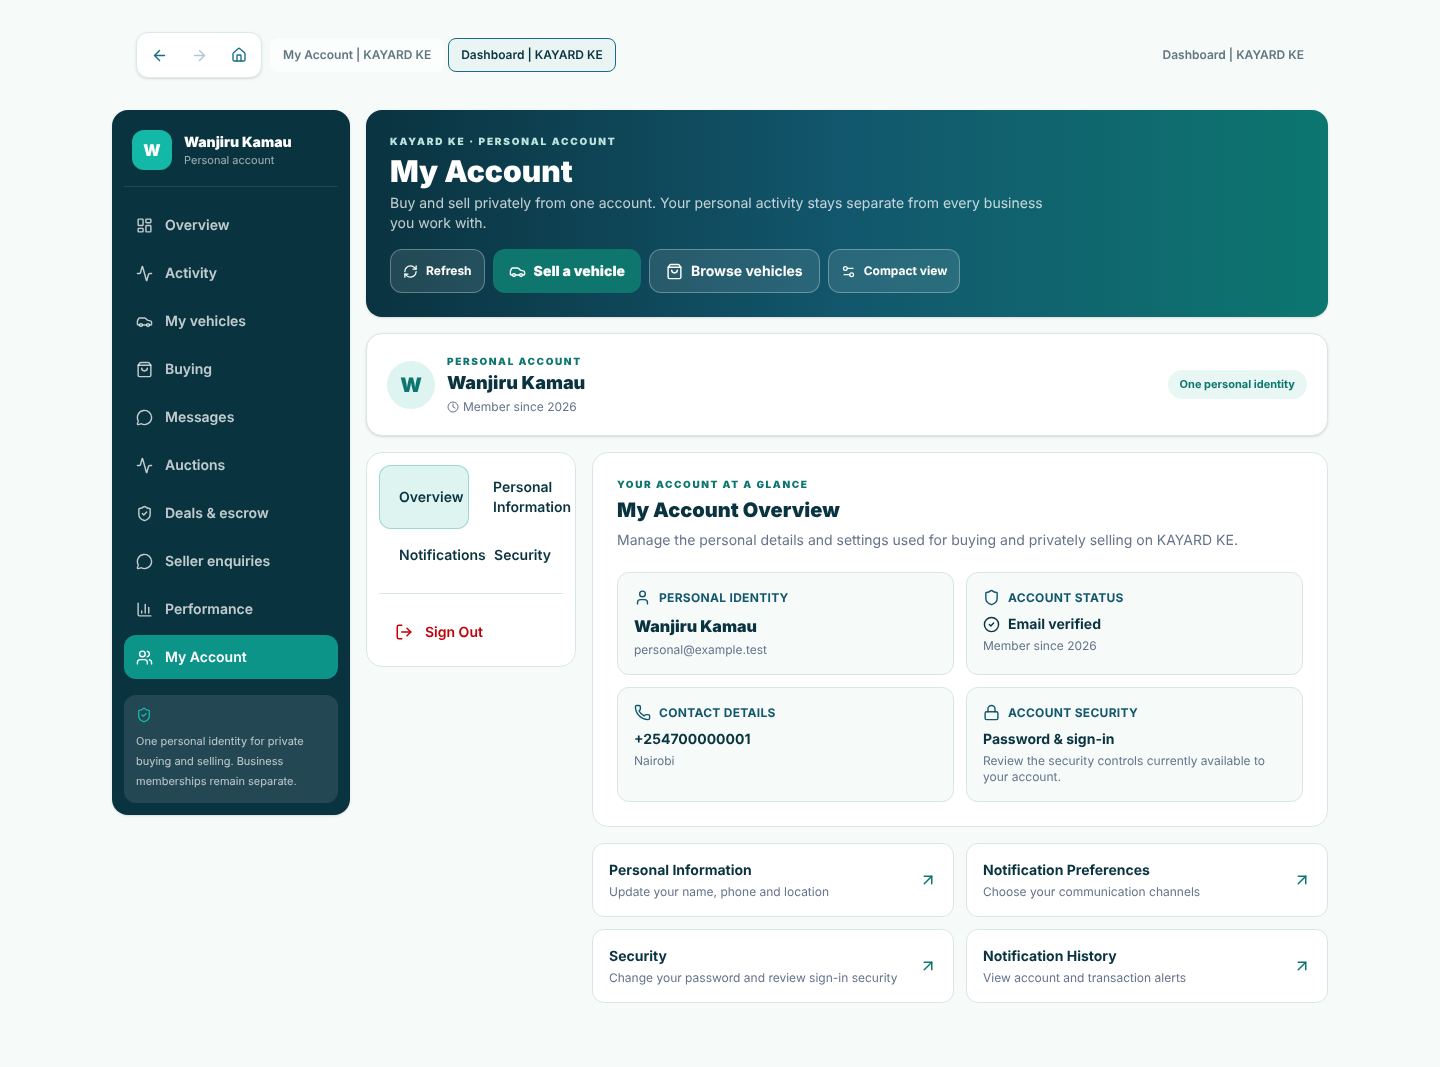 My Account | KAYARD KE
Dashboard | KAYARD KE
Dashboard | KAYARD KE
W
Wanjiru Kamau
Personal account
Overview
Activity
My vehicles
Buying
Messages
Auctions
Deals & escrow
Seller enquiries
Performance
My Account
One personal identity for private
buying and selling. Business
memberships remain separate.
KAYARD KE · PERSONAL ACCOUNT
My Account
Buy and sell privately from one account. Your personal activity stays separate from every business
you work with.
Refresh
Sell a vehicle
Browse vehicles
Compact view
W
PERSONAL ACCOUNT
Wanjiru Kamau
Member since 2026
One personal identity
Overview
Personal
Information
Notifications
Security
Sign Out
YOUR ACCOUNT AT A GLANCE
My Account Overview
Manage the personal details and settings used for buying and privately selling on KAYARD KE.
PERSONAL IDENTITY
Wanjiru Kamau
personal@example.test
ACCOUNT STATUS
Email verified
Member since 2026
CONTACT DETAILS
+254700000001
Nairobi
ACCOUNT SECURITY
Password & sign-in
Review the security controls currently available to
your account.
Personal Information
Update your name, phone and location
Notification Preferences
Choose your communication channels
Security
Change your password and review sign-in security
Notification History
View account and transaction alerts